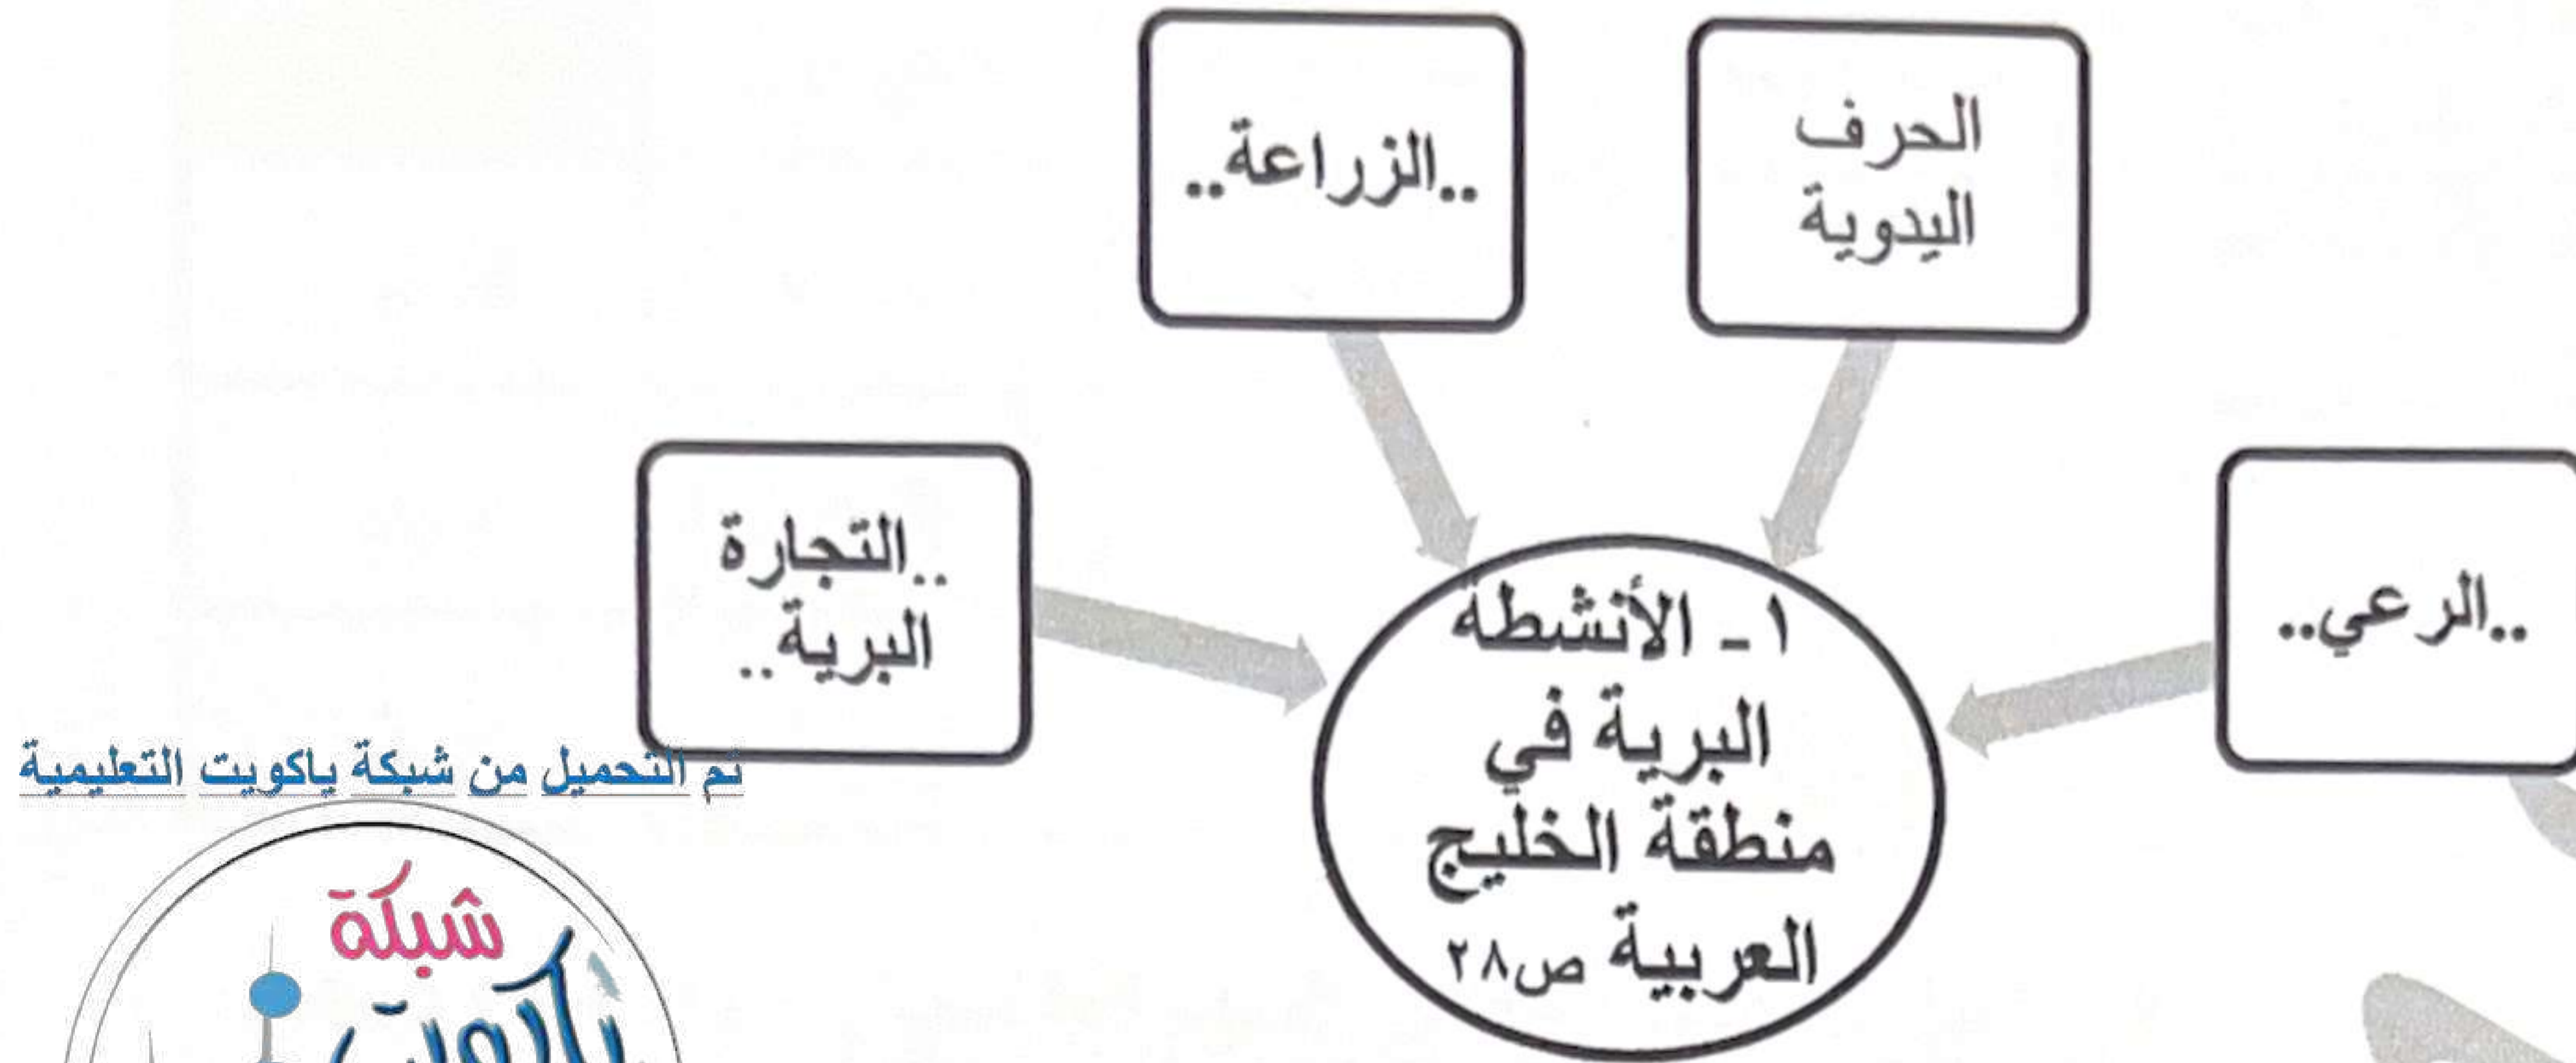 الحرف
اليدوية
..الزراعة..
..الرعي..
..التجارة
البرية..
١- الأنشطة
البرية في
منطقة الخليج
العربية ص٢٨
تم التحميل من شبكة ياكويت التعليمية
شبكة
ياكويت